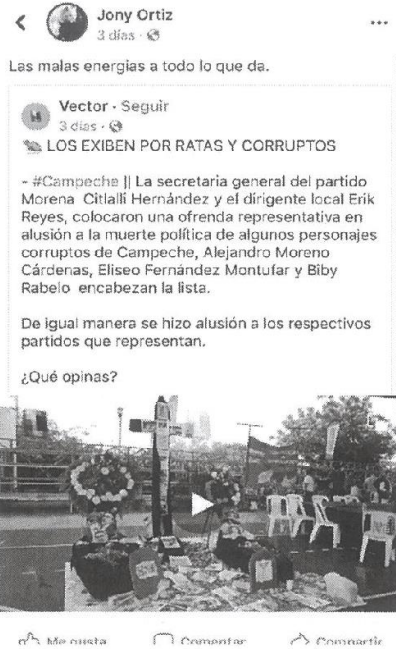 Jony Ortiz
3 días ·
Las malas energias a todo lo que da.
Vector · Seguir
3 días ·
LOS EXIBEN POR RATAS Y CORRUPTOS
- #Campeche || La secretaria general del partido
Morena Citlalli Hernández y el dirigente local Erik
Reyes, colocaron una ofrenda representativa en
alusión a la muerte política de algunos personajes
corruptos de Campeche, Alejandro Moreno
Cárdenas, Eliseo Fernández Montufar y Biby
Rabelo encabezan la lista.
De igual manera se hizo alusión a los respectivos
partidos que representan.
¿Qué opinas?
Me gusta Comentar Compartir